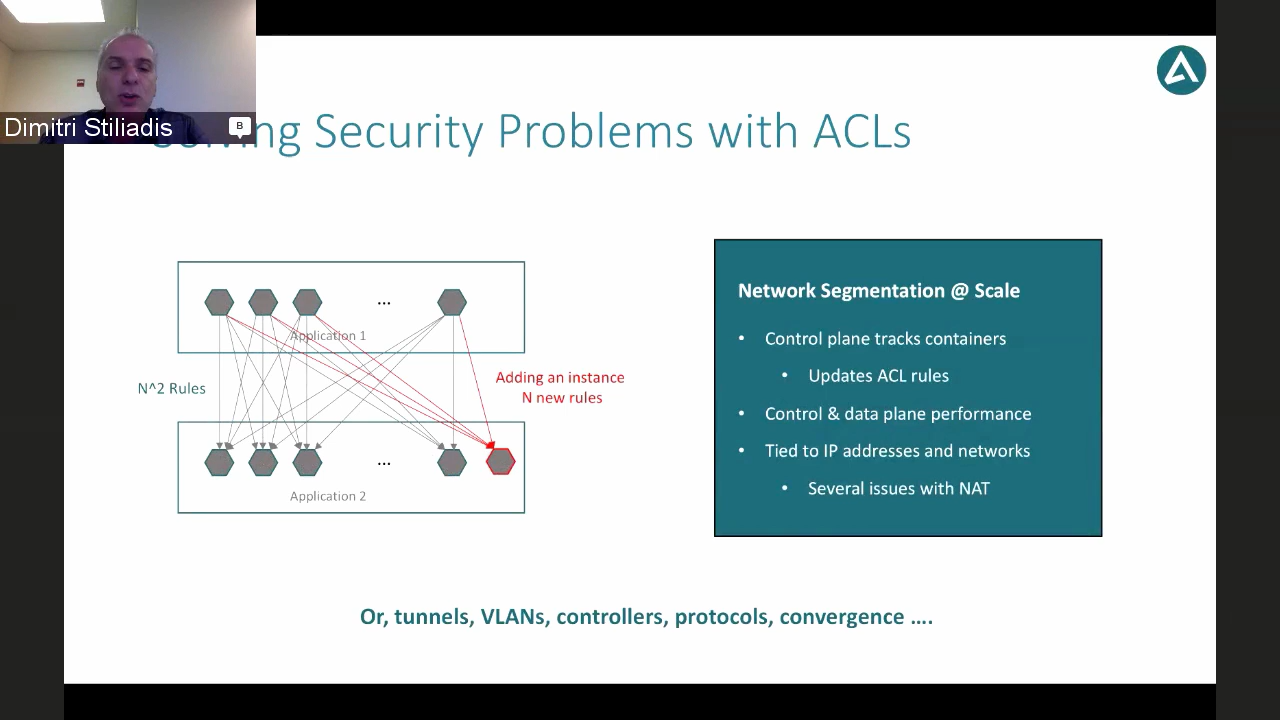 Dimitri Stiliadis
B
Solving Security Problems with ACLs
...
Application 1
N^2 Rules
Adding an instance
N new rules
...
Application 2
Network Segmentation @ Scale
• Control plane tracks containers
• Updates ACL rules
• Control & data plane performance
• Tied to IP addresses and networks
• Several issues with NAT
Or, tunnels, VLANs, controllers, protocols, convergence ....